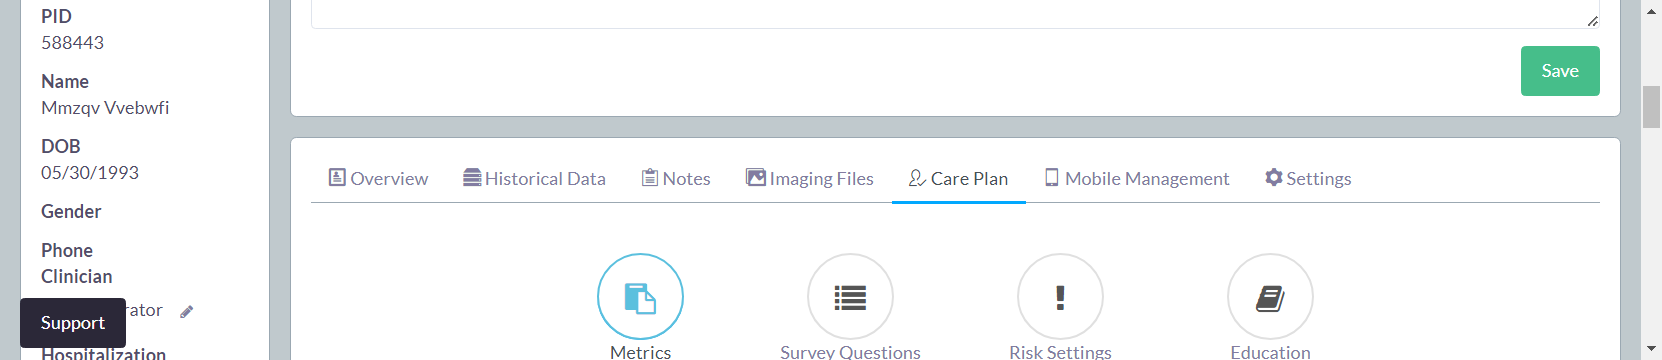 PID
588443
Name
Mmzqv Vvebwfi
DOB
05/30/1993
Gender
Phone
Clinician
rator
Support
Hospitalization
Save
Overview Historical Data Notes Imaging Files Care Plan Mobile Management Settings
Metrics Survey Questions Risk Settings Education